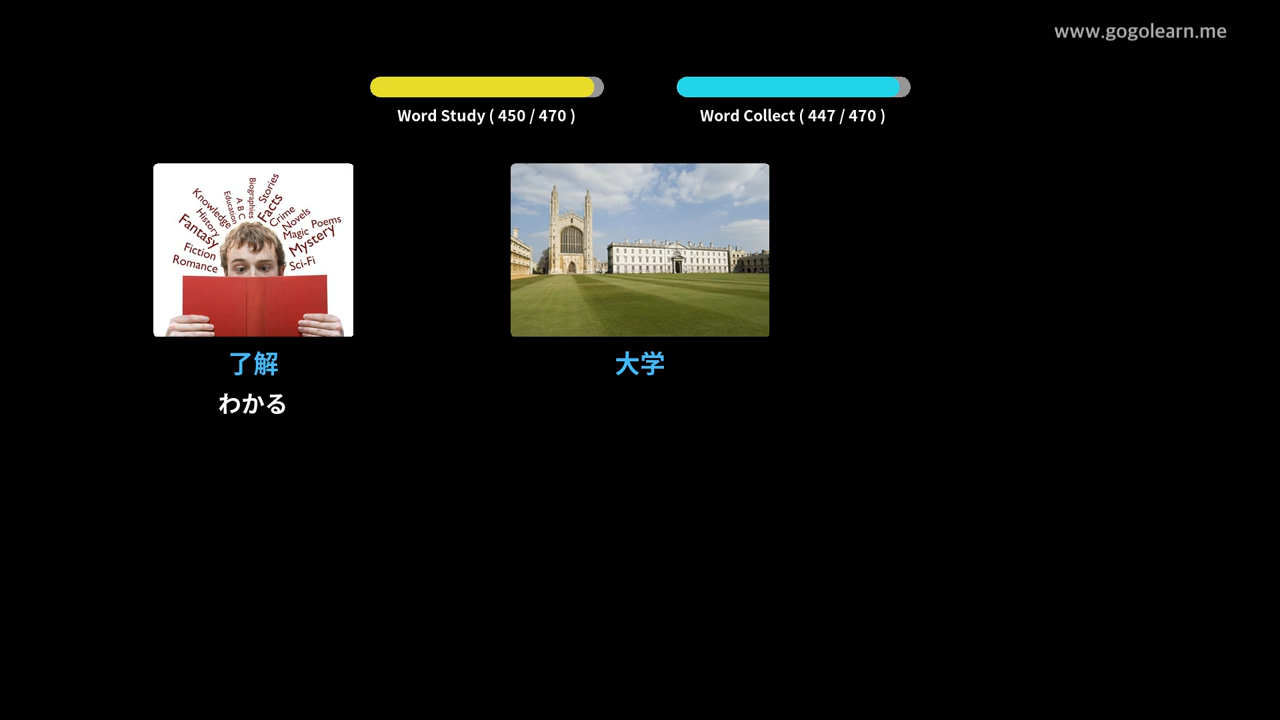 www.gogolearn.me
Word Study ( 450 / 470 )
Word Collect ( 447 / 470 )
Biographies
Stories
Knowledge
Education
A B C
Facts
History
Crime
Novels
Fantasy
Magic
Poems
Fiction
Mystery
Romance
Sci-Fi
了解
大学
わかる